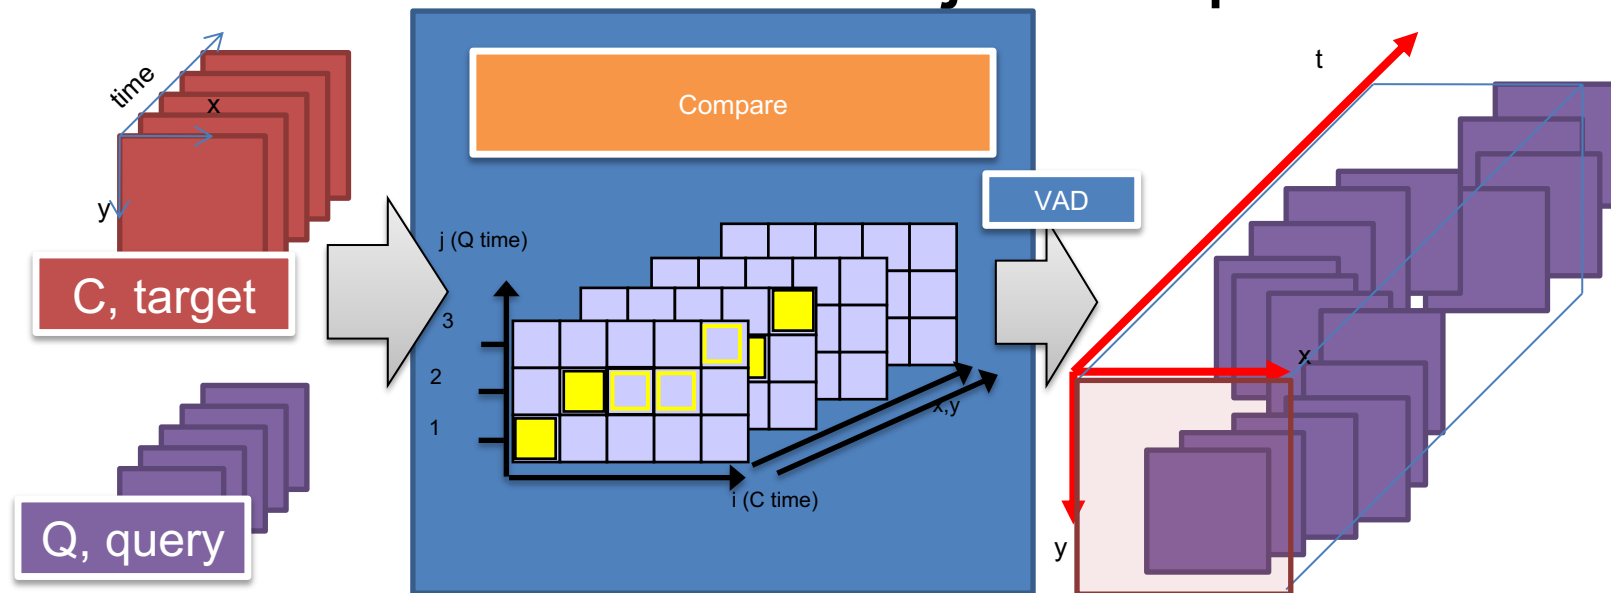 time
x
y
C, target
Q, query
Compare
j (Q time)
3
2
1
i (C time)
x,y
VAD
t
x
y